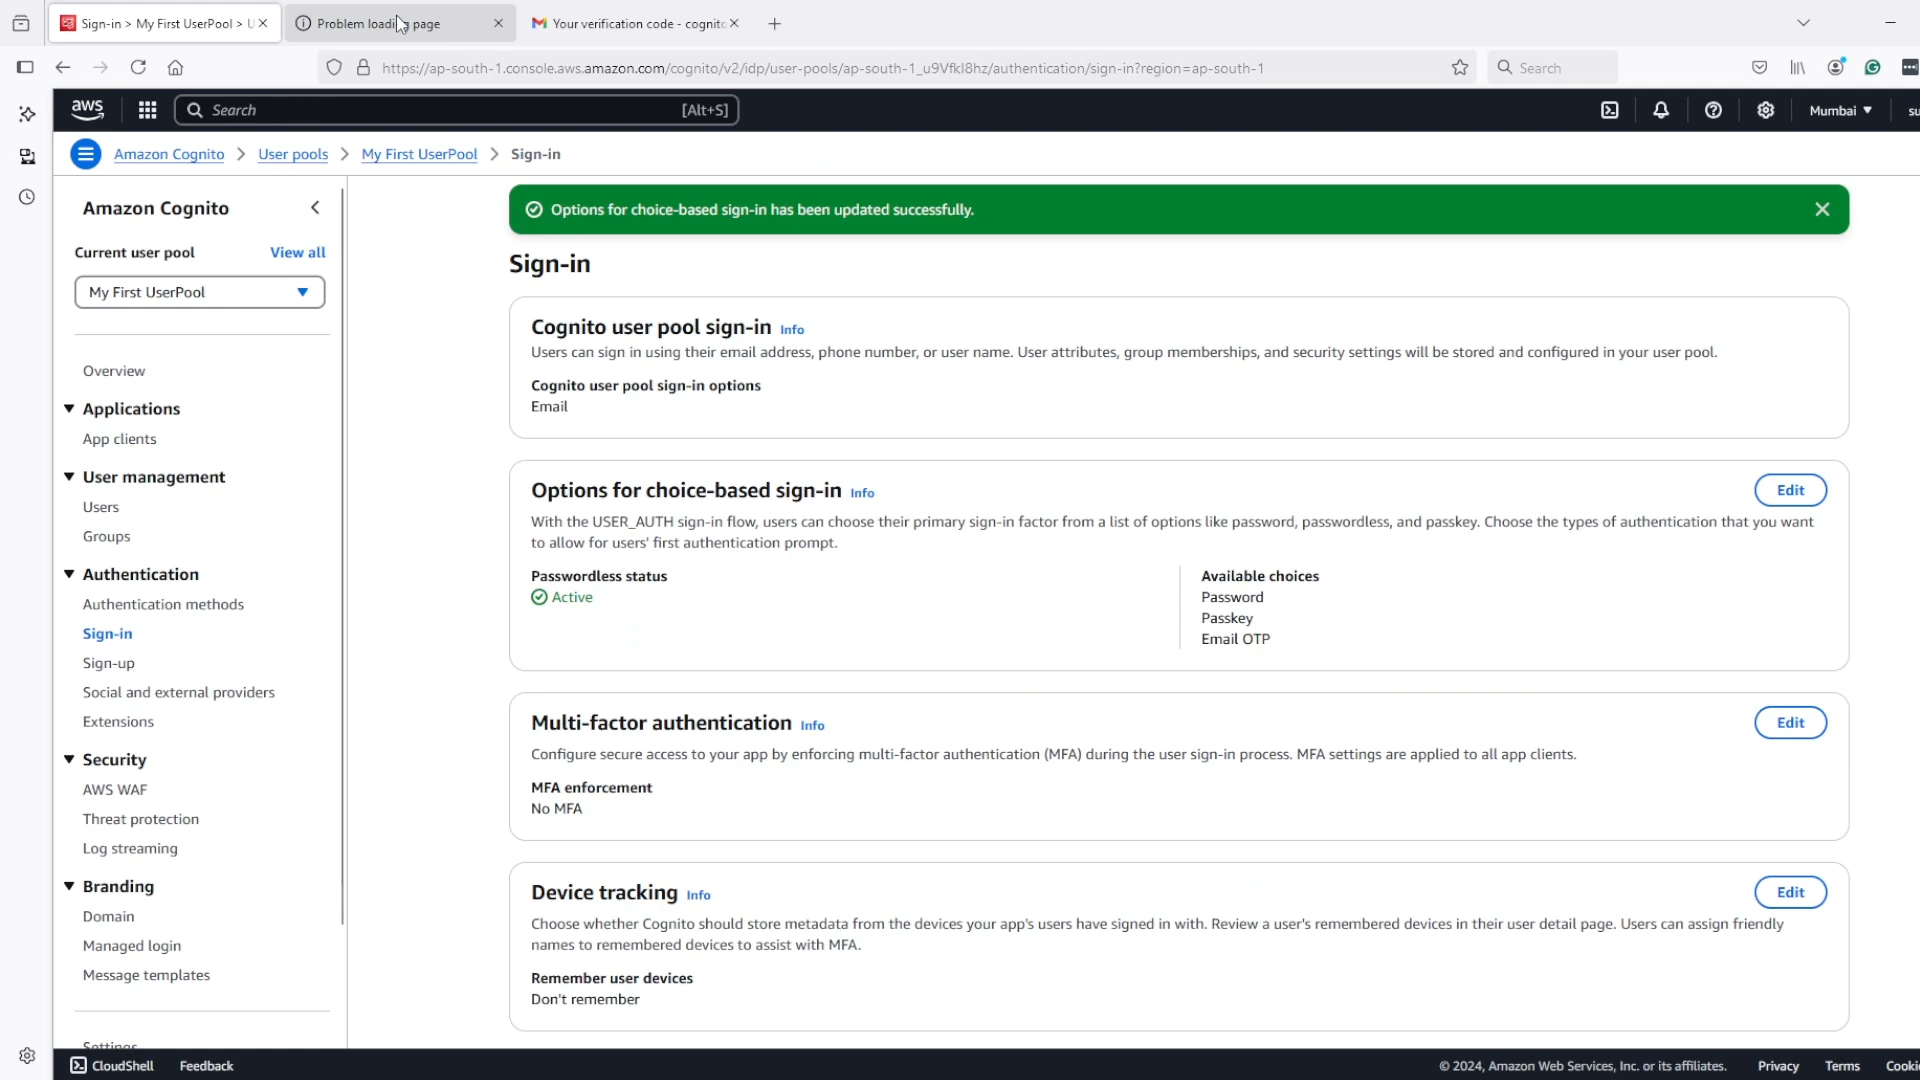 Sign-in > My First UserPool > U
Problem loading page
Your verification code - cognito
https://ap-south-1.console.aws.amazon.com/cognito/v2/idp/user-pools/ap-south-1_u9Vfkl8hz/authentication/sign-in?region=ap-south-1
Search
aws
Search
[Alt+S]
Mumbai
su
Amazon Cognito
User pools
My First UserPool
Sign-in
Amazon Cognito
Current user pool
View all
My First UserPool
Overview
Applications
App clients
User management
Users
Groups
Authentication
Authentication methods
Sign-in
Sign-up
Social and external providers
Extensions
Security
AWS WAF
Threat protection
Log streaming
Branding
Domain
Managed login
Message templates
Settings
Options for choice-based sign-in has been updated successfully.
Sign-in
Cognito user pool sign-in Info
Users can sign in using their email address, phone number, or user name. User attributes, group memberships, and security settings will be stored and configured in your user pool.
Cognito user pool sign-in options
Email
Options for choice-based sign-in Info
Edit
With the USER_AUTH sign-in flow, users can choose their primary sign-in factor from a list of options like password, passwordless, and passkey. Choose the types of authentication that you want
to allow for users' first authentication prompt.
Passwordless status
Active
Available choices
Password
Passkey
Email OTP
Multi-factor authentication Info
Edit
Configure secure access to your app by enforcing multi-factor authentication (MFA) during the user sign-in process. MFA settings are applied to all app clients.
MFA enforcement
No MFA
Device tracking Info
Edit
Choose whether Cognito should store metadata from the devices your app's users have signed in with. Review a user's remembered devices in their user detail page. Users can assign friendly
names to remembered devices to assist with MFA.
Remember user devices
Don't remember
CloudShell
Feedback
© 2024, Amazon Web Services, Inc. or its affiliates.
Privacy
Terms
Cooki